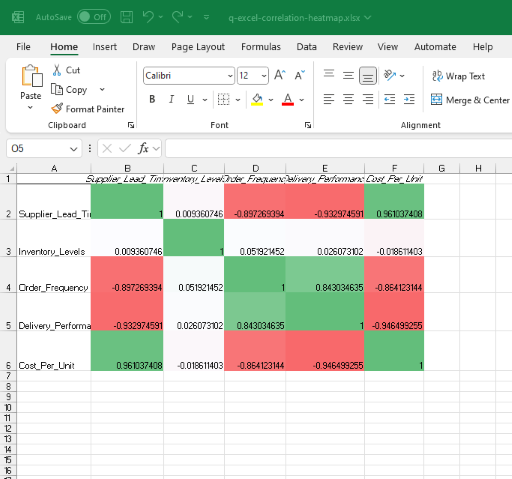 AutoSave Off q-excel-correlation-heatmap.xlsx
File Home Insert Draw Page Layout Formulas Data Review View Automate Help
Paste Cut Copy Format Painter
Calibri 12 A A
B I U A
Wrap Text
Merge & Center
Clipboard Font Alignment
O5 fx
A B C D E F G H
1 Supplier_Lead_Tim Inventory_Level Order_Frequenc Delivery_Performanc Cost_Per_Unit
2 Supplier_Lead_Ti 1 0.009360746 -0.897269394 -0.932974591 0.961037408
3 Inventory_Levels 0.009360746 1 0.051921452 0.026073102 -0.018611403
4 Order_Frequency -0.897269394 0.051921452 1 0.843034635 -0.864123144
5 Delivery_Performa -0.932974591 0.026073102 0.843034635 1 -0.946499255
6 Cost_Per_Unit 0.961037408 -0.018611403 -0.864123144 -0.946499255 1
7
8
9
10
11
12
13
14
15
16